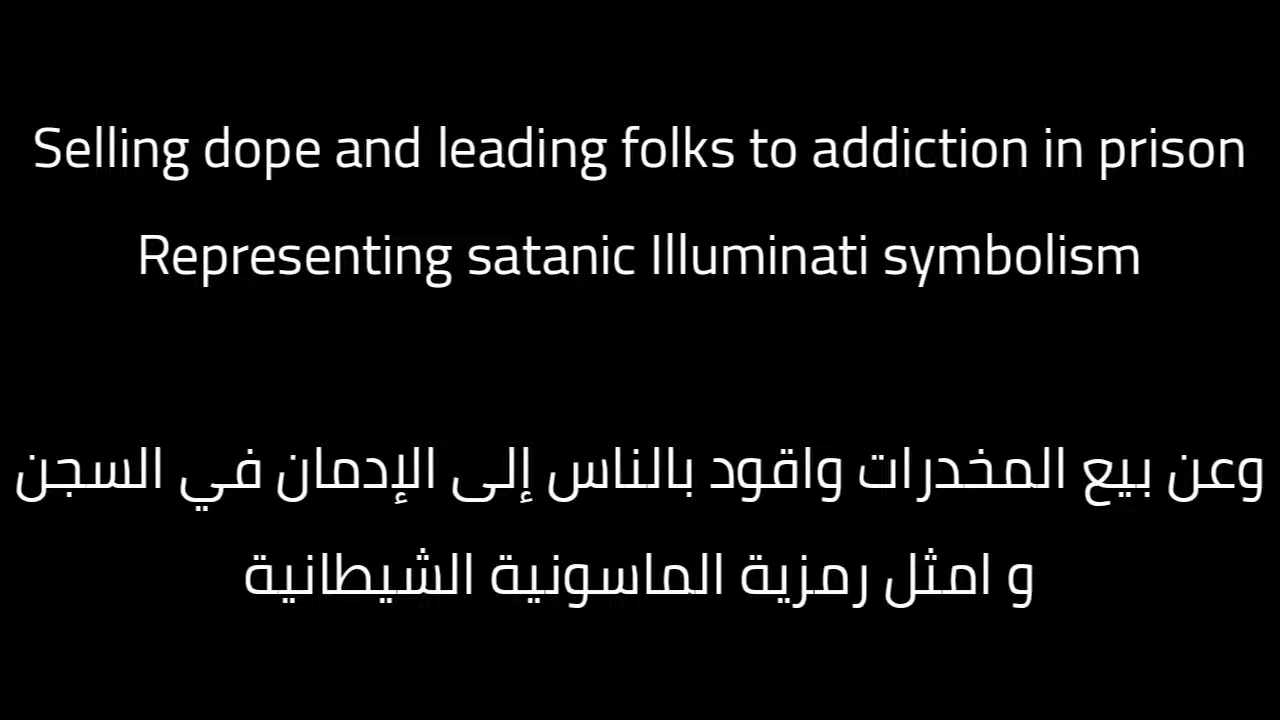 Selling dope and leading folks to addiction in prison
Representing satanic Illuminati symbolism
وعن بيع المخدرات واقود بالناس إلى الإدمان في السجن
و امثل رمزية الماسونية الشيطانية